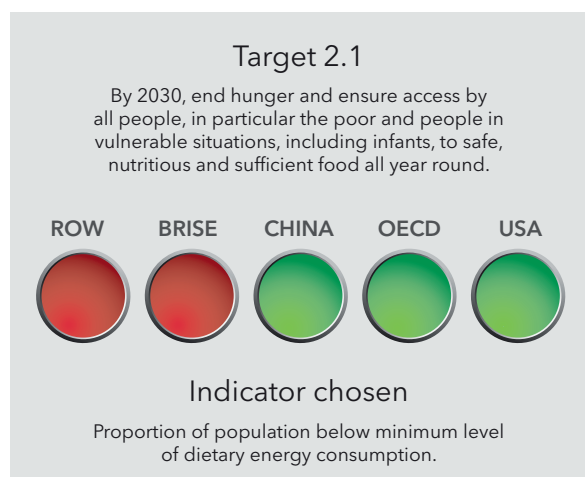 Target 2.1
By 2030, end hunger and ensure access by
all people, in particular the poor and people in
vulnerable situations, including infants, to safe,
nutritious and sufficient food all year round.
ROW BRISE CHINA OECD USA
Indicator chosen
Proportion of population below minimum level
of dietary energy consumption.